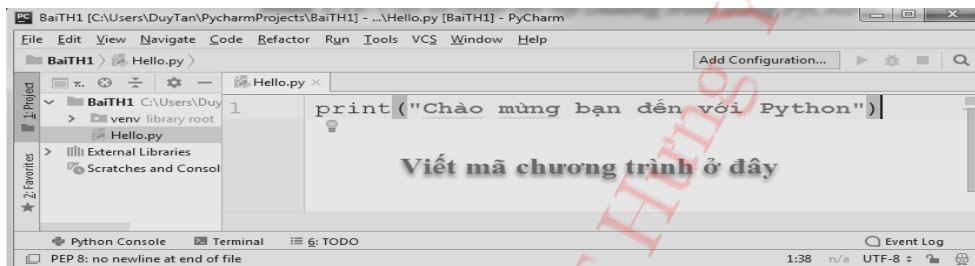 BaiTH1 [C:\Users\DuyTan\PycharmProjects\BaiTH1] - ...\Hello.py [BaiTH1] - PyCharm
File Edit View Navigate Code Refactor Run Tools VCS Window Help
BaiTH1 Hello.py Add Configuration...
1: Project
Hello.py
BaiTH1 C:\Users\Duy
venv library root
Hello.py
External Libraries
Scratches and Consol
2: Favorites
1 print("Chào mừng bạn đến với Python")
Viết mã chương trình ở đây
Hưng Y
Python Console Terminal 6: TODO Event Log
PEP 8: no newline at end of file 1:38 n/a UTF-8